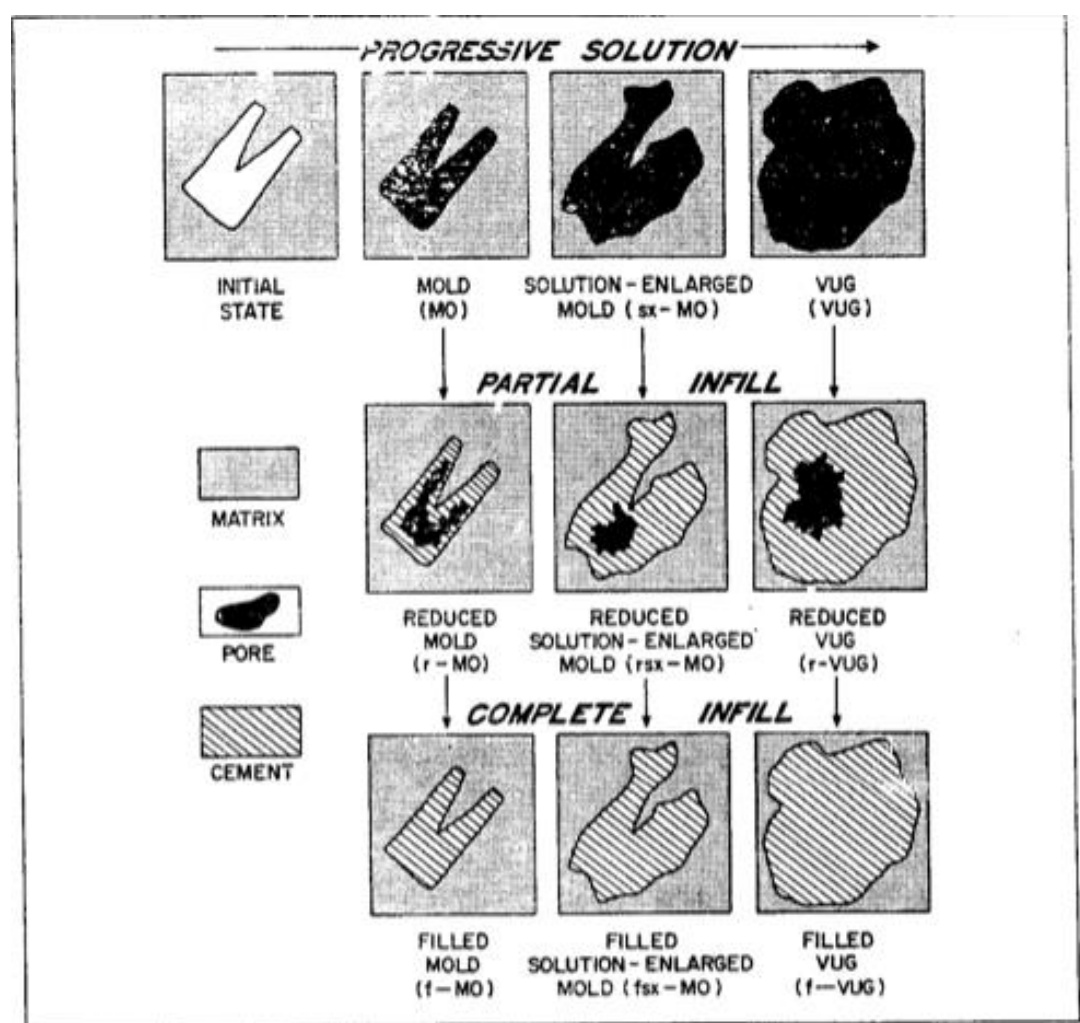 PROGRESSIVE SOLUTION
INITIAL
STATE
MOLD
(MO)
SOLUTION-ENLARGED
MOLD (sx-MO)
VUG
(VUG)
PARTIAL INFILL
MATRIX
PORE
CEMENT
REDUCED
MOLD
(r-MO)
REDUCED
SOLUTION-ENLARGED
MOLD (rsx-MO)
REDUCED
VUG
(r-VUG)
COMPLETE INFILL
FILLED
MOLD
(f-MO)
FILLED
SOLUTION-ENLARGED
MOLD (fsx-MO)
FILLED
VUG
(f-VUG)